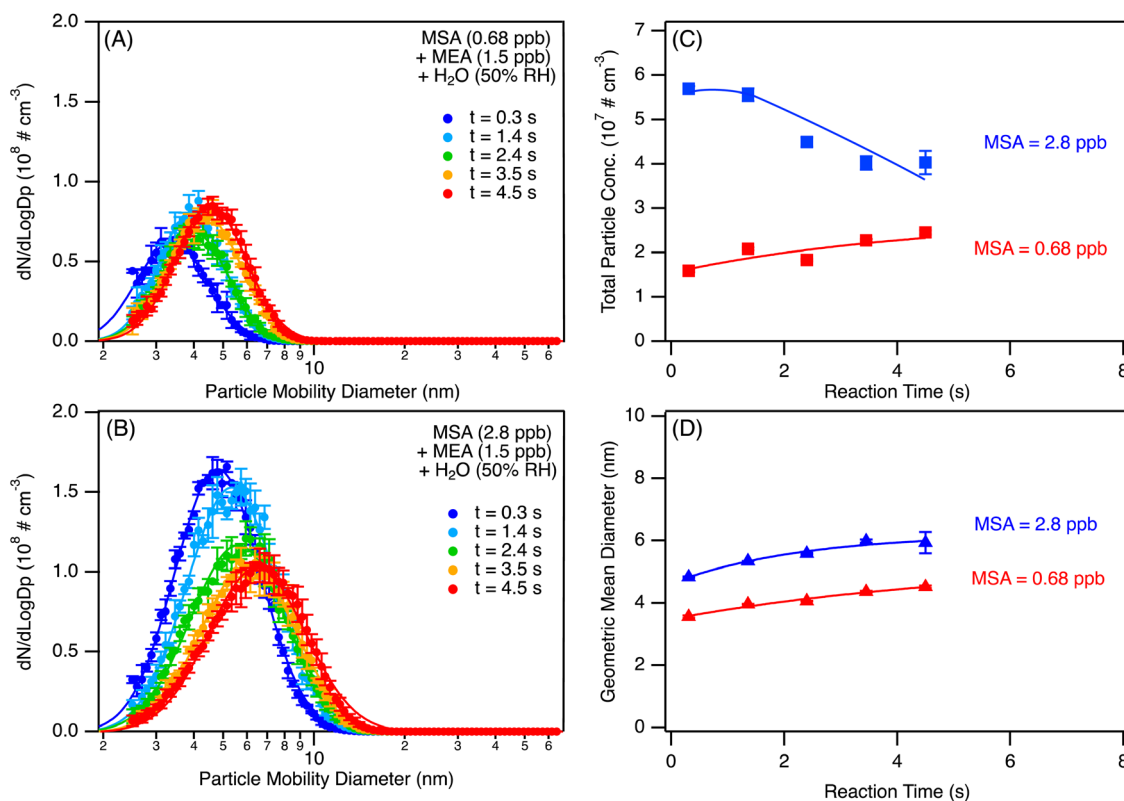 (A)
MSA (0.68 ppb)
+ MEA (1.5 ppb)
+ H₂O (50% RH)
t = 0.3 s
t = 1.4 s
t = 2.4 s
t = 3.5 s
t = 4.5 s
2.0
1.5
1.0
0.5
0.0
dN/dLogDp (10⁸ # cm⁻³)
2 3 4 5 6 7 8 9 10 2 3 4 5 6
Particle Mobility Diameter (nm)
(B)
MSA (2.8 ppb)
+ MEA (1.5 ppb)
+ H₂O (50% RH)
t = 0.3 s
t = 1.4 s
t = 2.4 s
t = 3.5 s
t = 4.5 s
2.0
1.5
1.0
0.5
0.0
dN/dLogDp (10⁸ # cm⁻³)
2 3 4 5 6 7 8 9 10 2 3 4 5 6
Particle Mobility Diameter (nm)
(C)
7
6
5
4
3
2
1
0
Total Particle Conc. (10⁷ # cm⁻³)
MSA = 2.8 ppb
MSA = 0.68 ppb
0 2 4 6 8
Reaction Time (s)
(D)
10
8
6
4
2
0
Geometric Mean Diameter (nm)
MSA = 2.8 ppb
MSA = 0.68 ppb
0 2 4 6 8
Reaction Time (s)